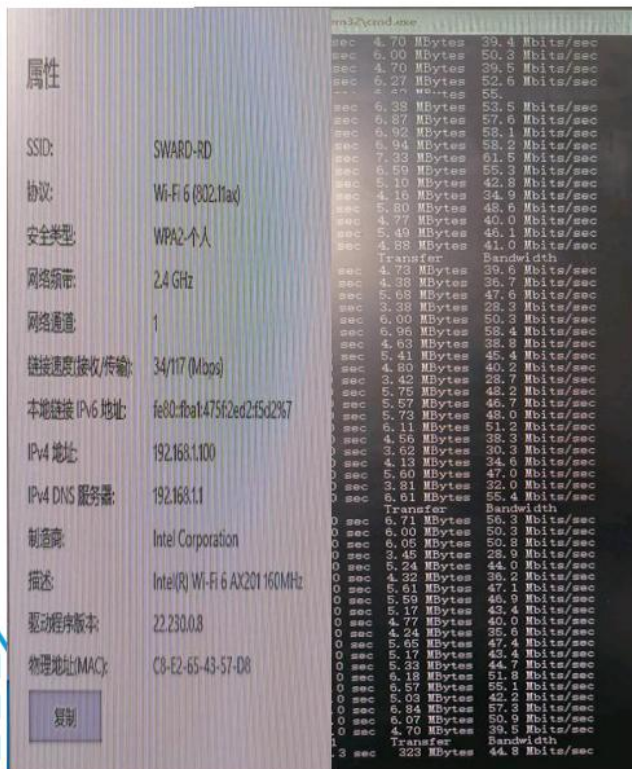 属性
SSID: SWARD-RD
协议: Wi-Fi 6 (802.11ax)
安全类型: WPA2-个人
网络频带: 2.4 GHz
网络通道: 1
链接速度(接收/传输): 34/117 (Mbps)
本地链接 IPv6 地址: fe80::fba1:475f:2ed2:f5d2%7
IPv4 地址: 192.168.1.100
IPv4 DNS 服务器: 192.168.1.1
制造商: Intel Corporation
描述: Intel(R) Wi-Fi 6 AX201 160MHz
驱动程序版本: 22.230.0.8
物理地址(MAC): C8-E2-65-43-57-D8
复制
em32\cmd.exe
sec 4.70 MBytes 39.4 Mbits/sec
sec 6.00 MBytes 50.3 Mbits/sec
sec 4.70 MBytes 39.5 Mbits/sec
sec 6.27 MBytes 52.6 Mbits/sec
55.
sec 6.38 MBytes 53.5 Mbits/sec
sec 6.87 MBytes 57.6 Mbits/sec
sec 6.92 MBytes 58.1 Mbits/sec
sec 6.94 MBytes 58.2 Mbits/sec
sec 7.33 MBytes 61.5 Mbits/sec
sec 6.59 MBytes 55.3 Mbits/sec
sec 5.10 MBytes 42.8 Mbits/sec
sec 4.16 MBytes 34.9 Mbits/sec
sec 5.80 MBytes 48.6 Mbits/sec
sec 4.77 MBytes 40.0 Mbits/sec
sec 5.49 MBytes 46.1 Mbits/sec
sec 4.88 MBytes 41.0 Mbits/sec
Transfer Bandwidth
sec 4.73 MBytes 39.6 Mbits/sec
sec 4.38 MBytes 36.7 Mbits/sec
sec 5.68 MBytes 47.6 Mbits/sec
sec 3.38 MBytes 28.3 Mbits/sec
sec 6.00 MBytes 50.3 Mbits/sec
sec 6.96 MBytes 58.4 Mbits/sec
sec 4.63 MBytes 38.8 Mbits/sec
sec 5.41 MBytes 45.4 Mbits/sec
sec 4.80 MBytes 40.2 Mbits/sec
sec 3.42 MBytes 28.7 Mbits/sec
sec 5.75 MBytes 48.2 Mbits/sec
sec 5.57 MBytes 46.7 Mbits/sec
sec 5.73 MBytes 48.0 Mbits/sec
sec 6.11 MBytes 51.2 Mbits/sec
sec 4.56 MBytes 38.3 Mbits/sec
sec 3.62 MBytes 30.3 Mbits/sec
sec 4.13 MBytes 34.6 Mbits/sec
sec 5.60 MBytes 47.0 Mbits/sec
sec 3.81 MBytes 32.0 Mbits/sec
sec 6.61 MBytes 55.4 Mbits/sec
Transfer Bandwidth
0 sec 6.71 MBytes 56.3 Mbits/sec
0 sec 6.00 MBytes 50.3 Mbits/sec
0 sec 6.05 MBytes 50.8 Mbits/sec
0 sec 3.45 MBytes 28.9 Mbits/sec
0 sec 5.24 MBytes 44.0 Mbits/sec
0 sec 4.32 MBytes 36.2 Mbits/sec
0 sec 5.61 MBytes 47.1 Mbits/sec
0 sec 5.59 MBytes 46.9 Mbits/sec
0 sec 5.17 MBytes 43.4 Mbits/sec
0 sec 4.77 MBytes 40.0 Mbits/sec
0 sec 4.24 MBytes 35.6 Mbits/sec
0 sec 5.65 MBytes 47.4 Mbits/sec
0 sec 5.17 MBytes 43.4 Mbits/sec
0 sec 5.33 MBytes 44.7 Mbits/sec
0 sec 6.18 MBytes 51.8 Mbits/sec
0 sec 6.57 MBytes 55.1 Mbits/sec
0 sec 5.03 MBytes 42.2 Mbits/sec
0 sec 6.84 MBytes 57.3 Mbits/sec
0 sec 6.07 MBytes 50.9 Mbits/sec
0 sec 4.70 MBytes 39.5 Mbits/sec
Transfer Bandwidth
.3 sec 323 MBytes 44.8 Mbits/sec